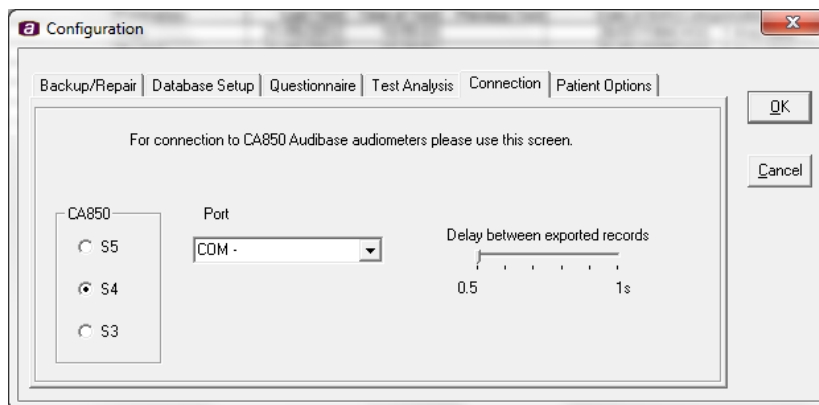 Configuration
Backup/Repair Database Setup Questionnaire Test Analysis Connection Patient Options
OK
For connection to CA850 Audibase audiometers please use this screen.
Cancel
CA850
Port
S5
COM -
Delay between exported records
S4
0.5 1s
S3